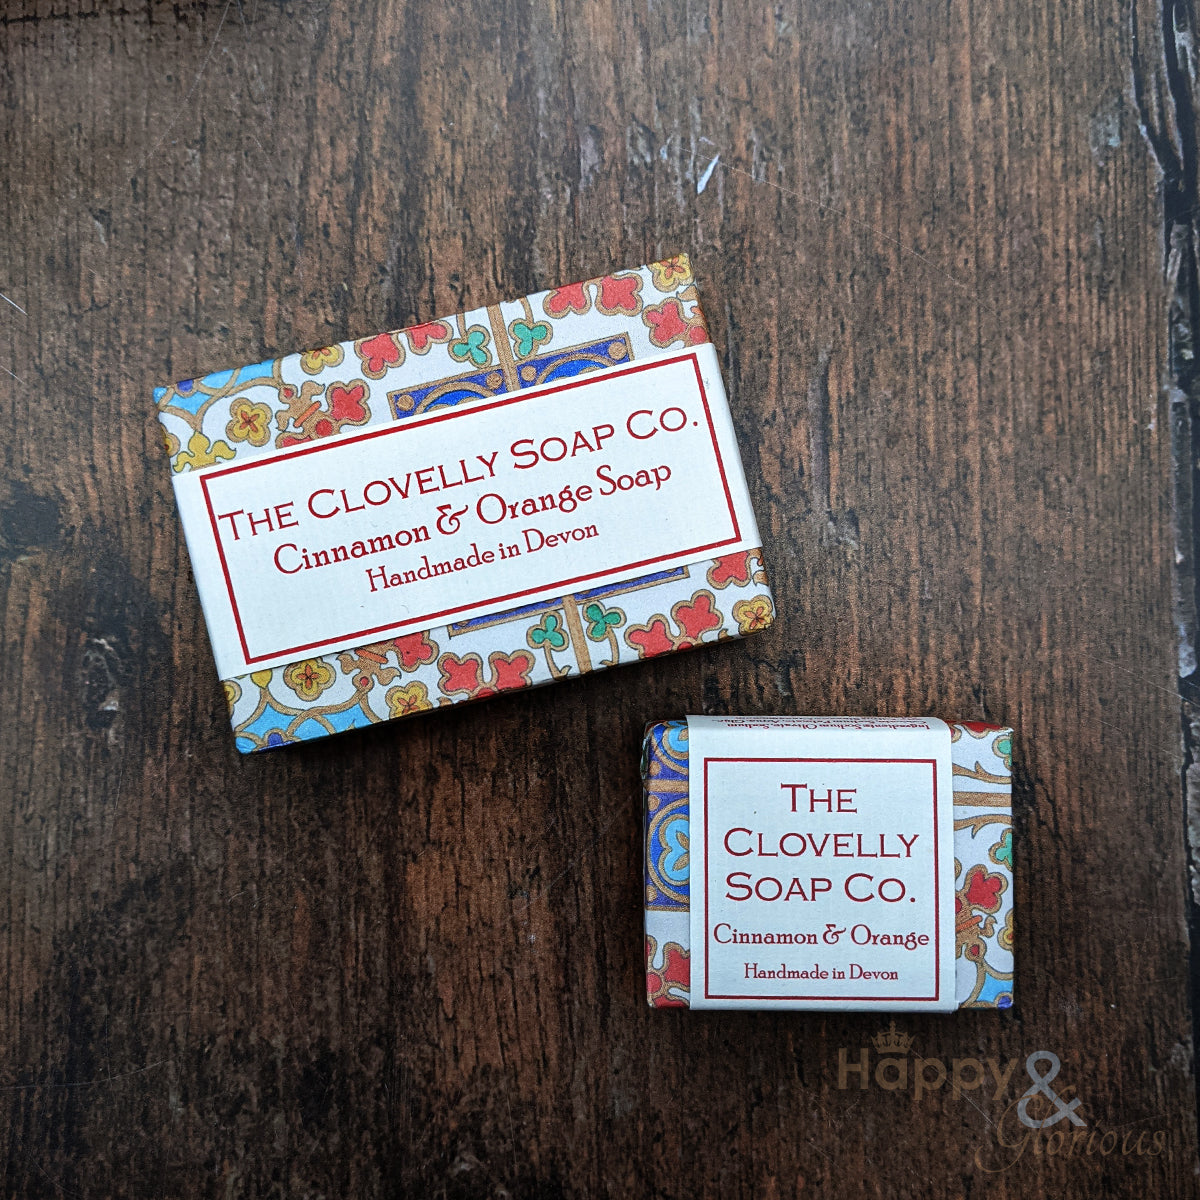 THE CLOVELLY SOAP CO.
Cinnamon & Orange Soap
Handmade in Devon
THE
CLOVELLY
SOAP CO.
Cinnamon & Orange
Handmade in Devon
Happy &
Glorious